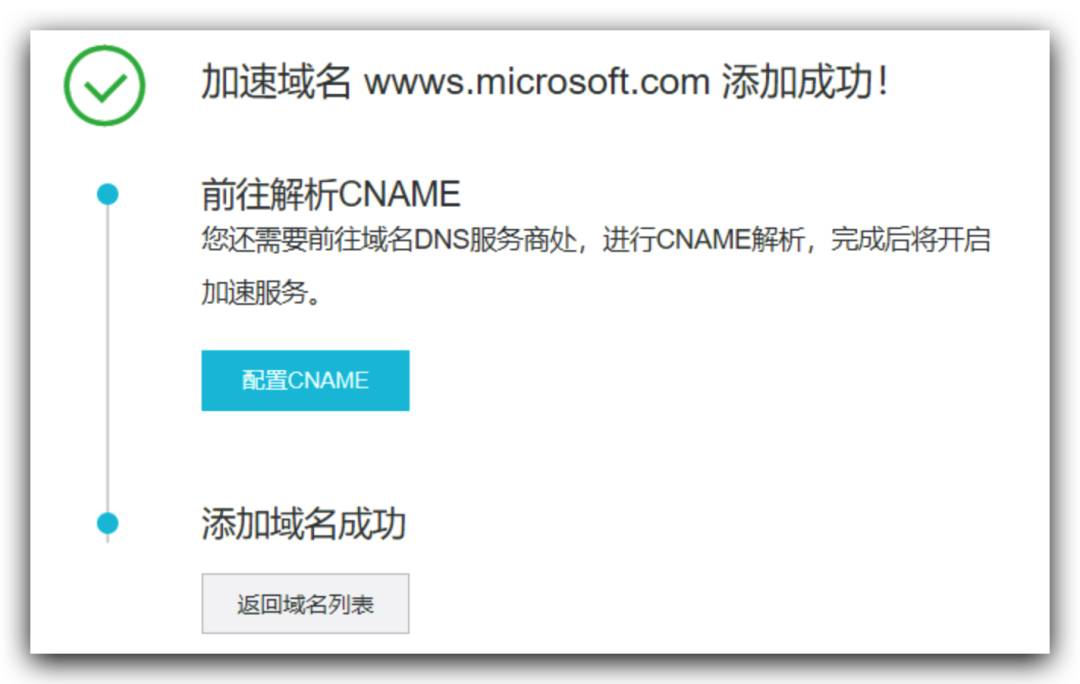 加速域名 wwws.microsoft.com 添加成功！
前往解析CNAME
您还需要前往域名DNS服务商处，进行CNAME解析，完成后将开启
加速服务。
配置CNAME
添加域名成功
返回域名列表